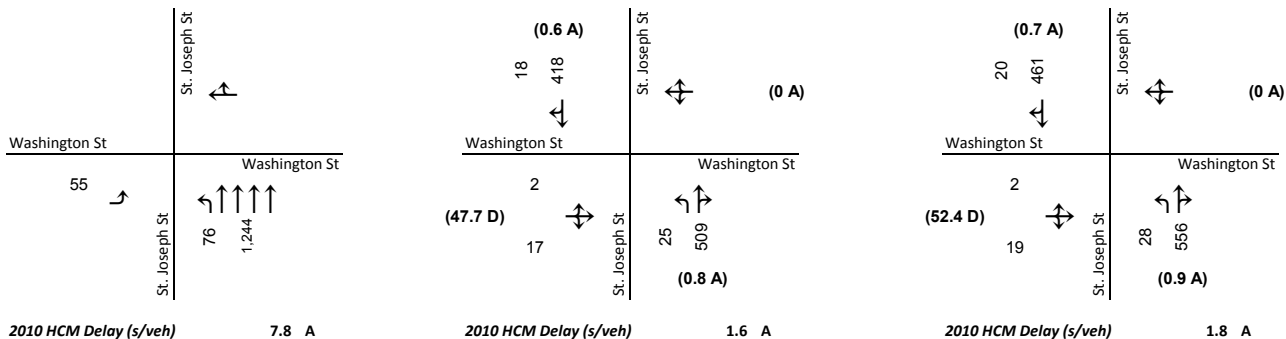 St. Joseph St
Washington St
Washington St
55
76
1,244
St. Joseph St
2010 HCM Delay (s/veh) 7.8 A
(0.6 A)
18
418
St. Joseph St
(0 A)
Washington St
Washington St
2
(47.7 D)
17
25
509
St. Joseph St
(0.8 A)
2010 HCM Delay (s/veh) 1.6 A
(0.7 A)
20
461
St. Joseph St
(0 A)
Washington St
Washington St
2
(52.4 D)
19
28
556
St. Joseph St
(0.9 A)
2010 HCM Delay (s/veh) 1.8 A